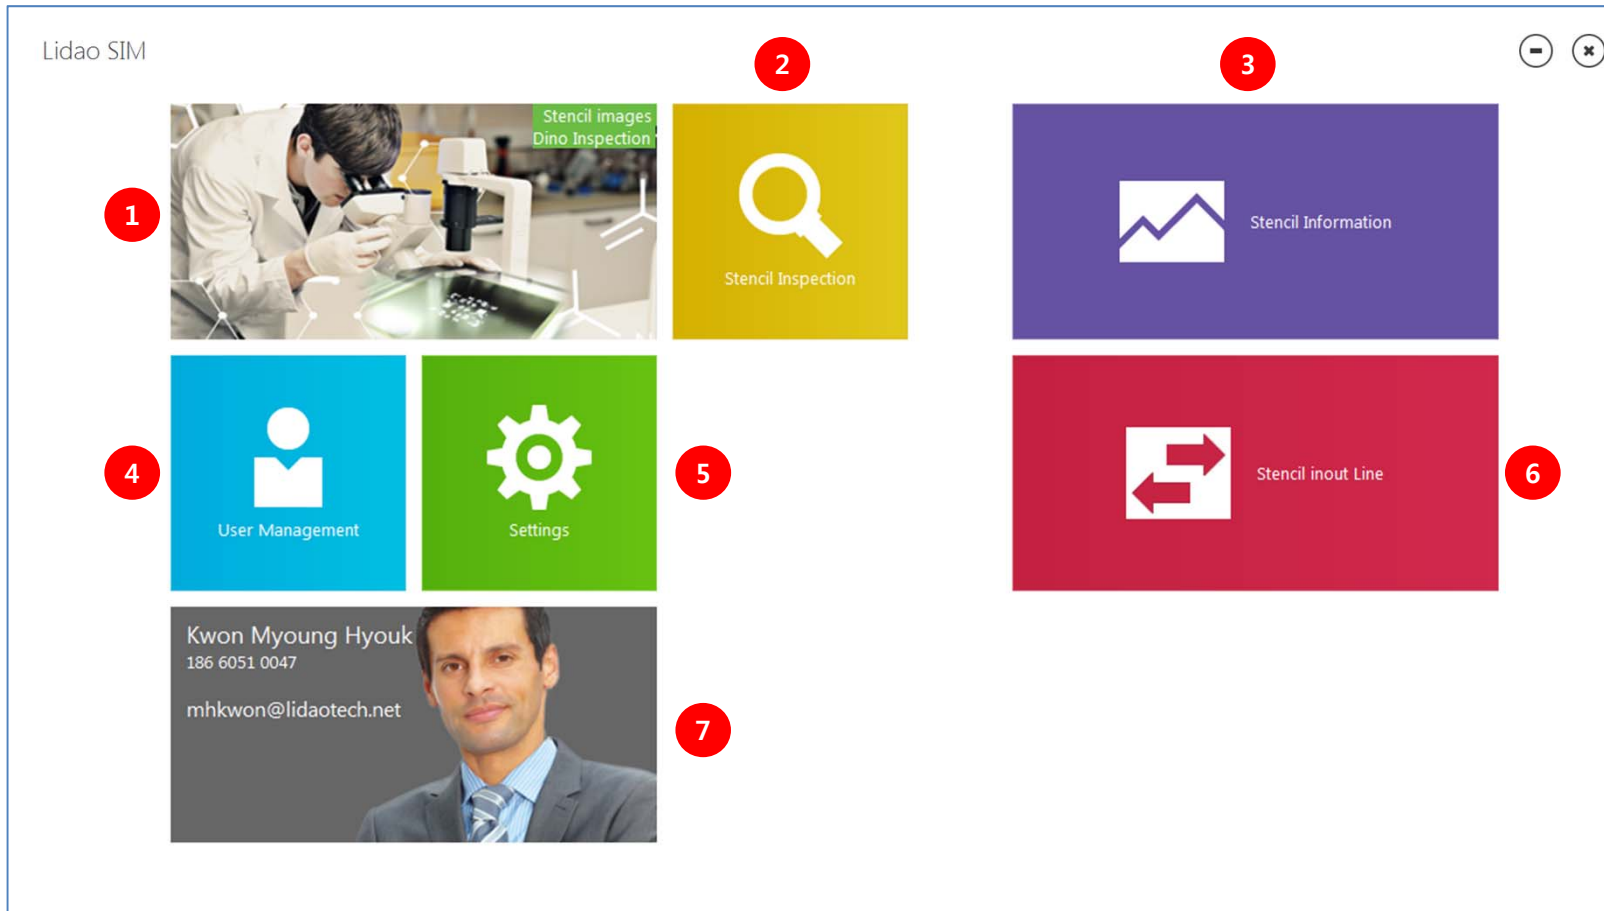 Lidao SIM
2
3
Stencil images
Dino Inspection
1
Stencil Inspection
Stencil Information
4
User Management
Settings
5
Stencil inout Line
6
Kwon Myoung Hyouk
186 6051 0047
mhkwon@lidaotech.net
7